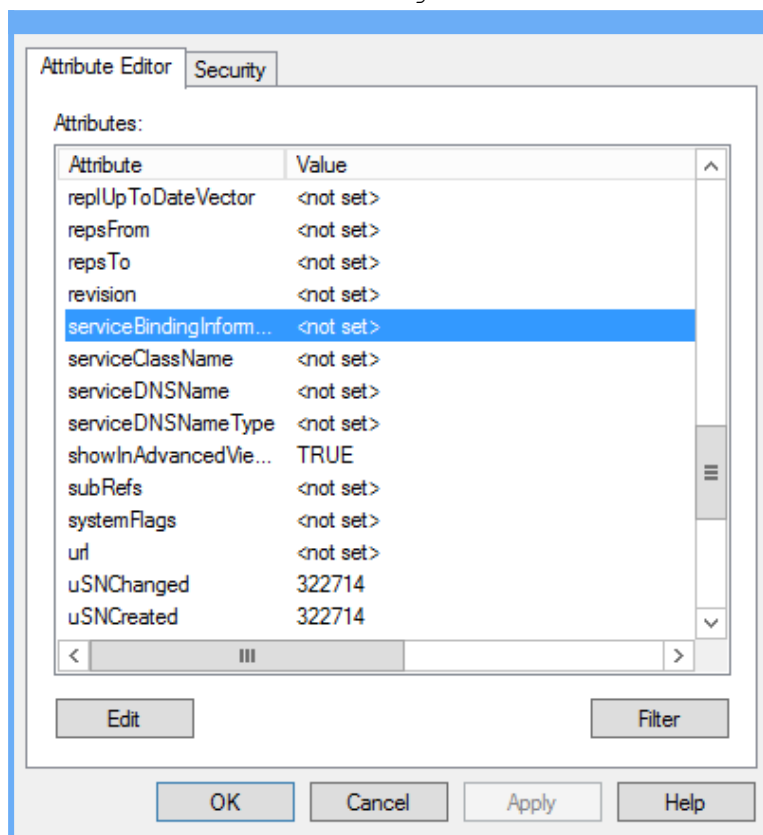 Attribute Editor Security
Attributes:
Attribute Value
replUpToDateVector <not set>
repsFrom <not set>
repsTo <not set>
revision <not set>
serviceBindingInform... <not set>
serviceClassName <not set>
serviceDNSName <not set>
serviceDNSNameType <not set>
showInAdvancedVie... TRUE
subRefs <not set>
systemFlags <not set>
url <not set>
uSNChanged 322714
uSNCreated 322714
Edit Filter
OK Cancel Apply Help